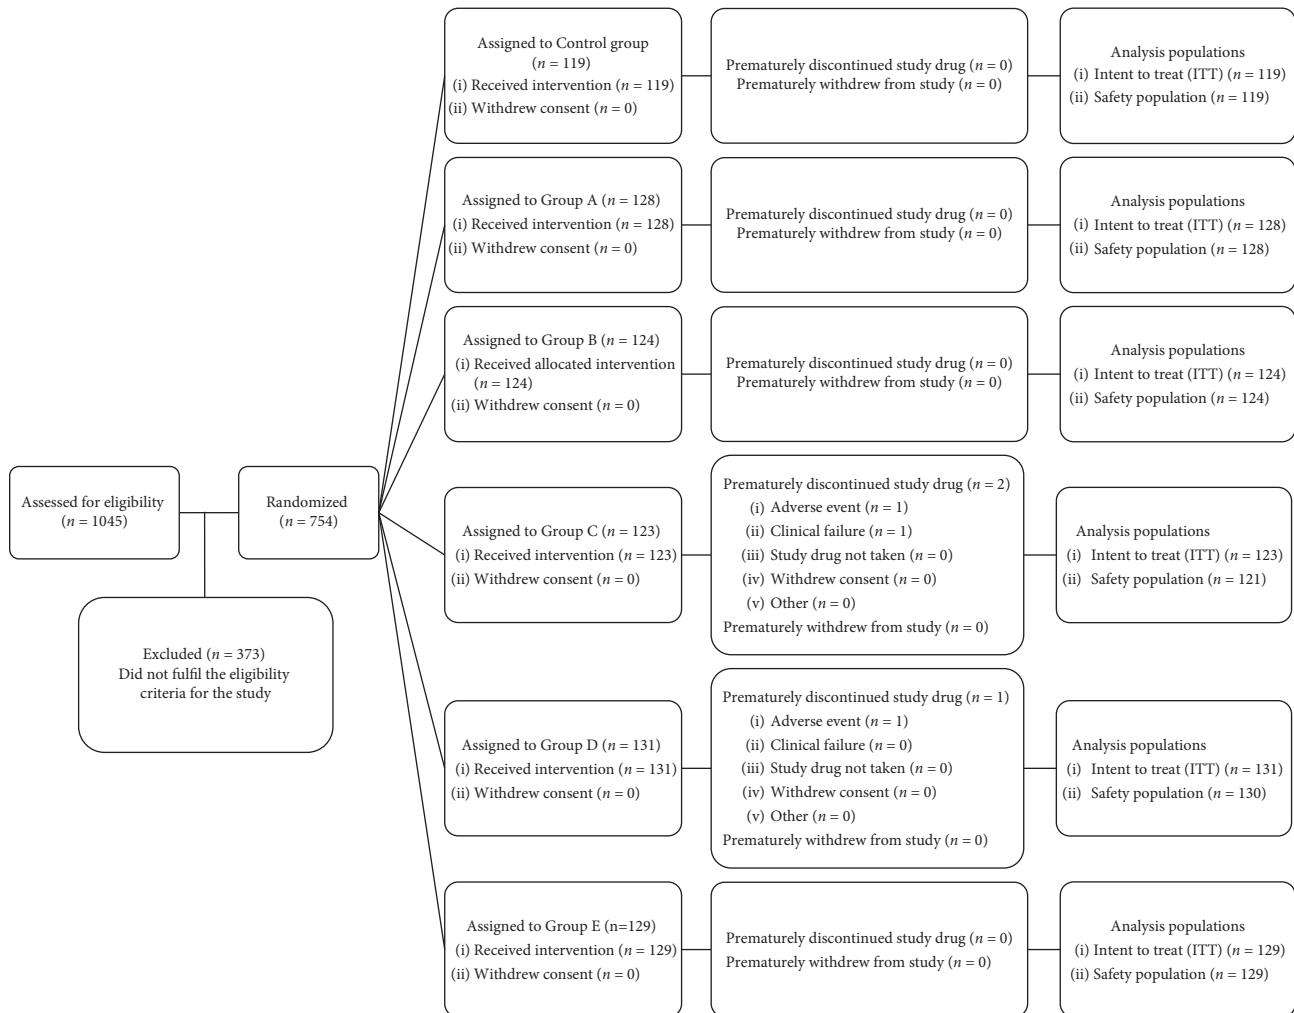 Assessed for eligibility
(n = 1045)
Randomized
(n = 754)
Excluded (n = 373)
Did not fulfil the eligibility
criteria for the study
Assigned to Control group
(n = 119)
(i) Received intervention (n = 119)
(ii) Withdrew consent (n = 0)
Prematurely discontinued study drug (n = 0)
Prematurely withdrew from study (n = 0)
Analysis populations
(i) Intent to treat (ITT) (n = 119)
(ii) Safety population (n = 119)
Assigned to Group A (n = 128)
(i) Received intervention (n = 128)
(ii) Withdrew consent (n = 0)
Prematurely discontinued study drug (n = 0)
Prematurely withdrew from study (n = 0)
Analysis populations
(i) Intent to treat (ITT) (n = 128)
(ii) Safety population (n = 128)
Assigned to Group B (n = 124)
(i) Received allocated intervention
(n = 124)
(ii) Withdrew consent (n = 0)
Prematurely discontinued study drug (n = 0)
Prematurely withdrew from study (n = 0)
Analysis populations
(i) Intent to treat (ITT) (n = 124)
(ii) Safety population (n = 124)
Assigned to Group C (n = 123)
(i) Received intervention (n = 123)
(ii) Withdrew consent (n = 0)
Prematurely discontinued study drug (n = 2)
(i) Adverse event (n = 1)
(ii) Clinical failure (n = 1)
(iii) Study drug not taken (n = 0)
(iv) Withdrew consent (n = 0)
(v) Other (n = 0)
Prematurely withdrew from study (n = 0)
Analysis populations
(i) Intent to treat (ITT) (n = 123)
(ii) Safety population (n = 121)
Assigned to Group D (n = 131)
(i) Received intervention (n = 131)
(ii) Withdrew consent (n = 0)
Prematurely discontinued study drug (n = 1)
(i) Adverse event (n = 1)
(ii) Clinical failure (n = 0)
(iii) Study drug not taken (n = 0)
(iv) Withdrew consent (n = 0)
(v) Other (n = 0)
Prematurely withdrew from study (n = 0)
Analysis populations
(i) Intent to treat (ITT) (n = 131)
(ii) Safety population (n = 130)
Assigned to Group E (n=129)
(i) Received intervention (n = 129)
(ii) Withdrew consent (n = 0)
Prematurely discontinued study drug (n = 0)
Prematurely withdrew from study (n = 0)
Analysis populations
(i) Intent to treat (ITT) (n = 129)
(ii) Safety population (n = 129)